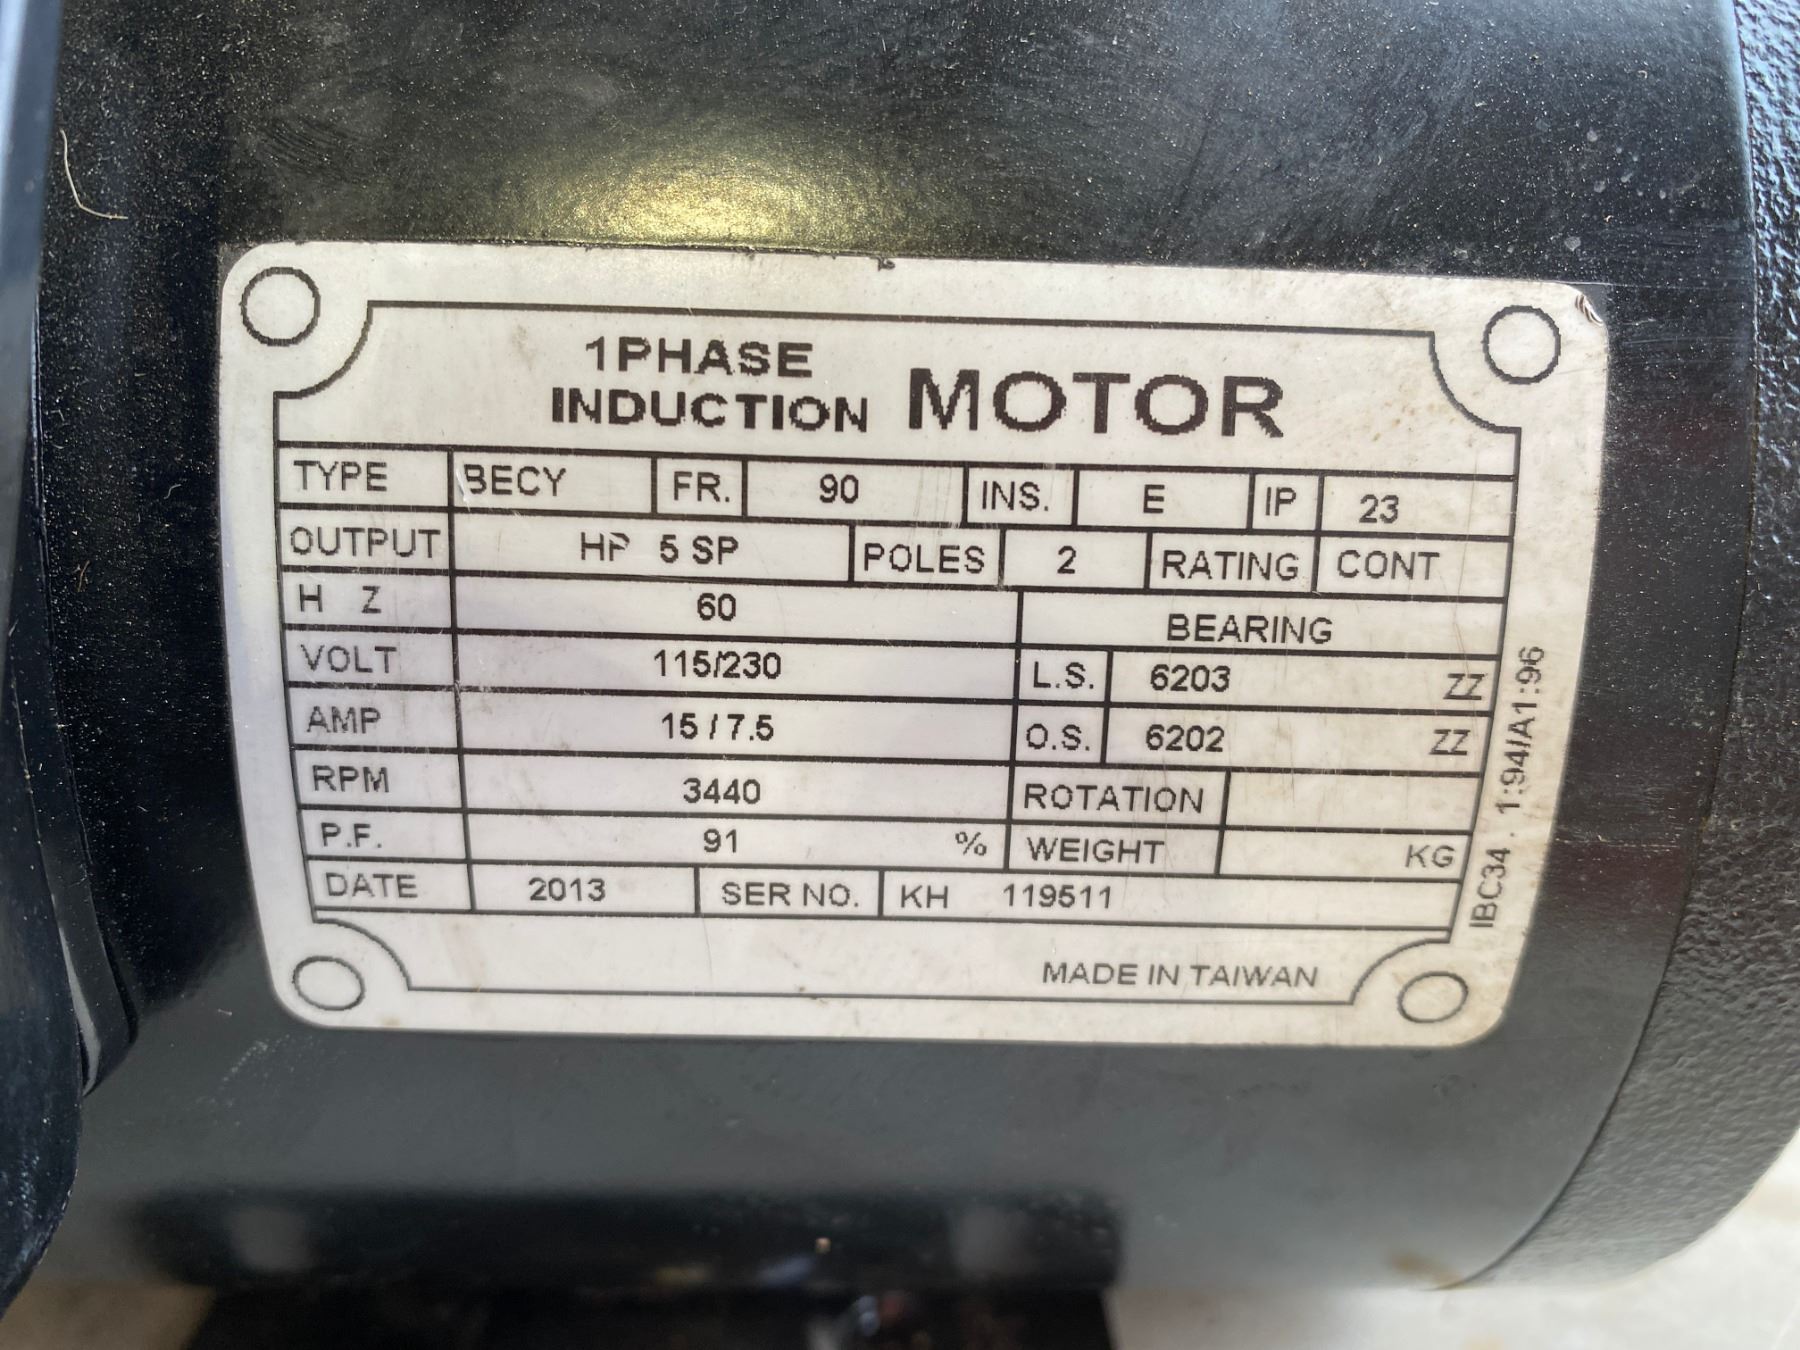 1PHASE
INDUCTION MOTOR
TYPE BECY FR. 90 INS. E IP 23
OUTPUT HP 5 SP POLES 2 RATING CONT
H Z 60 BEARING
VOLT 115/230 L.S. 6203 ZZ
AMP 15 / 7.5 O.S. 6202 ZZ
RPM 3440 ROTATION
P.F. 91 % WEIGHT KG
DATE 2013 SER NO. KH 119511
MADE IN TAIWAN
IBC34 . 1:94/A1:96